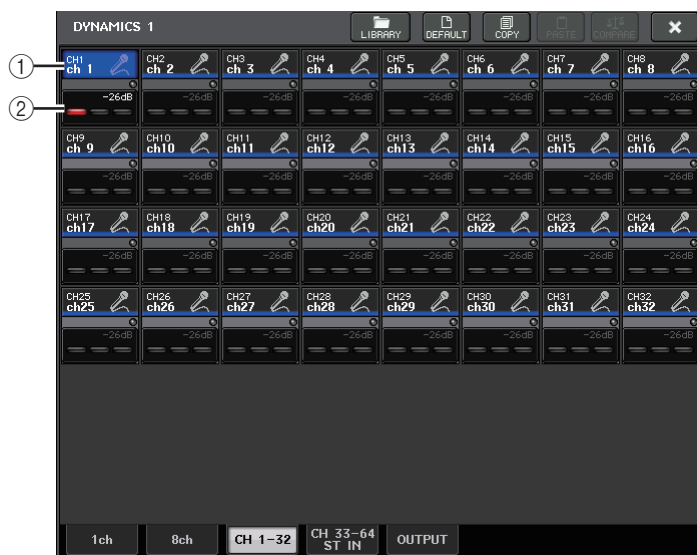 DYNAMICS 1 LIBRARY DEFAULT COPY PASTE COMPARE
① CH1 CH2 CH3 CH4 CH5 CH6 CH7 CH8
ch 1 ch 2 ch 3 ch 4 ch 5 ch 6 ch 7 ch 8
② -26dB -26dB -26dB -26dB -26dB -26dB -26dB -26dB
CH9 CH10 CH11 CH12 CH13 CH14 CH15 CH16
ch 9 ch10 ch11 ch12 ch13 ch14 ch15 ch16
-26dB -26dB -26dB -26dB -26dB -26dB -26dB -26dB
CH17 CH18 CH19 CH20 CH21 CH22 CH23 CH24
ch17 ch18 ch19 ch20 ch21 ch22 ch23 ch24
-26dB -26dB -26dB -26dB -26dB -26dB -26dB -26dB
CH25 CH26 CH27 CH28 CH29 CH30 CH31 CH32
ch25 ch26 ch27 ch28 ch29 ch30 ch31 ch32
-26dB -26dB -26dB -26dB -26dB -26dB -26dB -26dB
1ch 8ch CH 1-32 CH 33-64 OUTPUT
ST IN